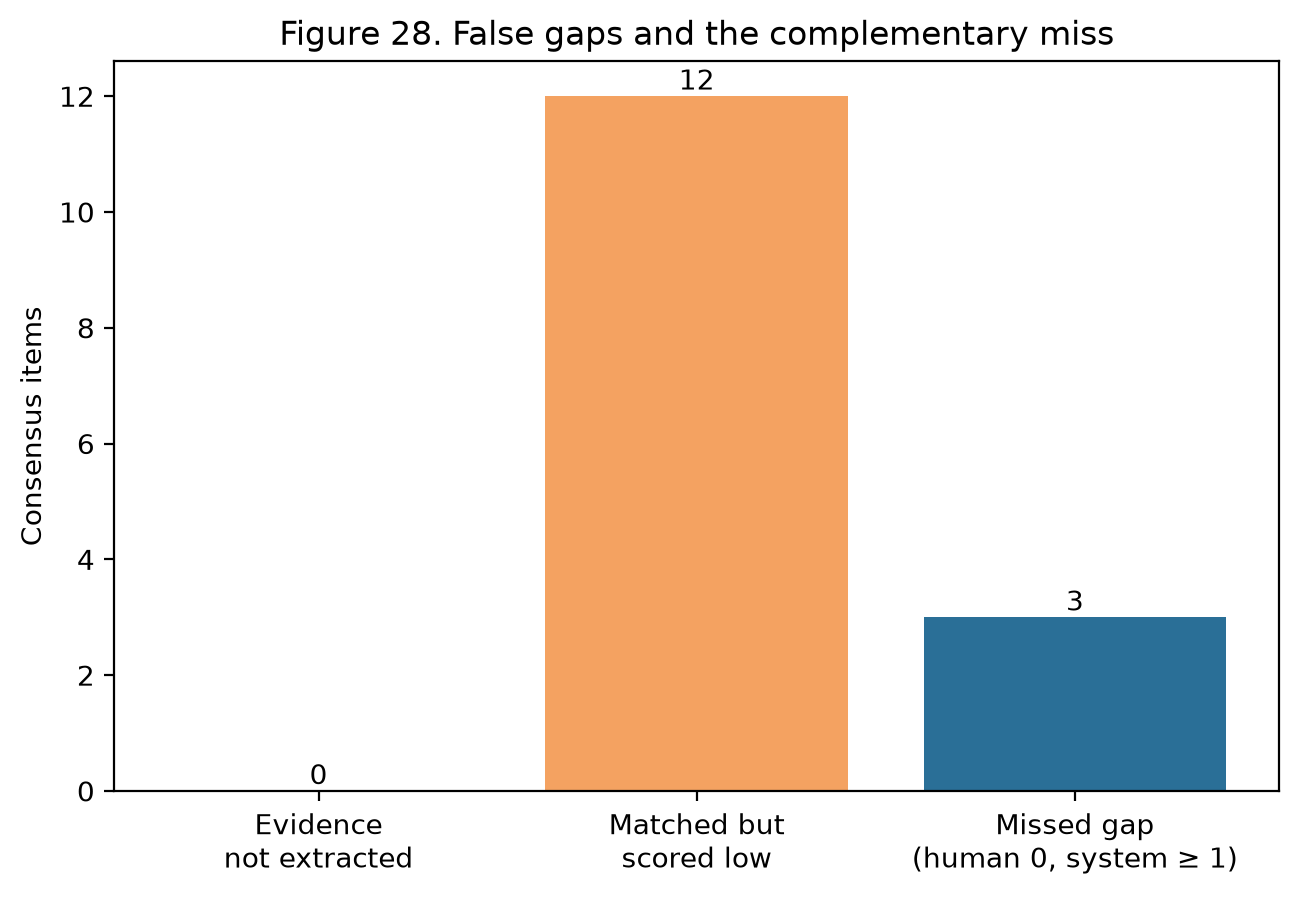 Figure 28. False gaps and the complementary miss
12
12
10
8
6
4
2
0
Consensus items
0
3
Evidence
not extracted
Matched but
scored low
Missed gap
(human 0, system ≥ 1)